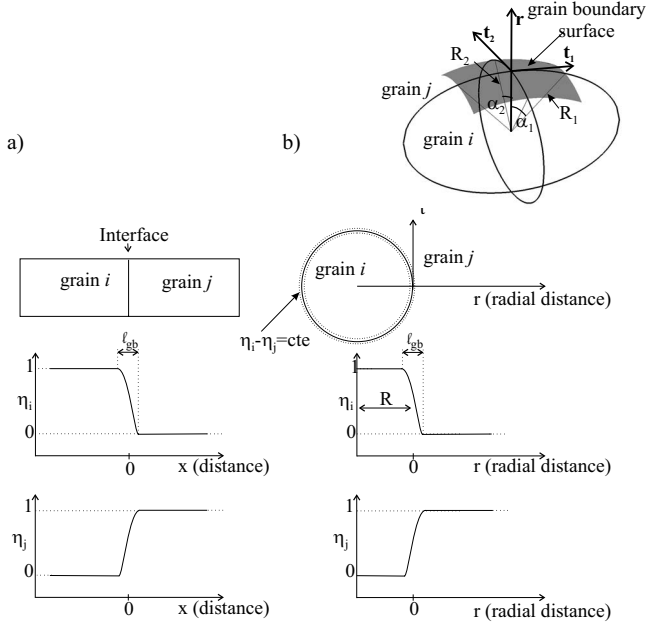 grain boundary
surface
r
t₂
t₁
R₂
grain j
α₂
α₁
R₁
grain i
a)
b)
Interface
grain i
grain j
grain i
grain j
r (radial distance)
ηᵢ-ηⱼ=cte
ℓgb
1
ηᵢ
0
0
x (distance)
ℓgb
1
ηᵢ
R
0
0
r (radial distance)
1
ηⱼ
0
0
x (distance)
1
ηⱼ
0
0
r (radial distance)